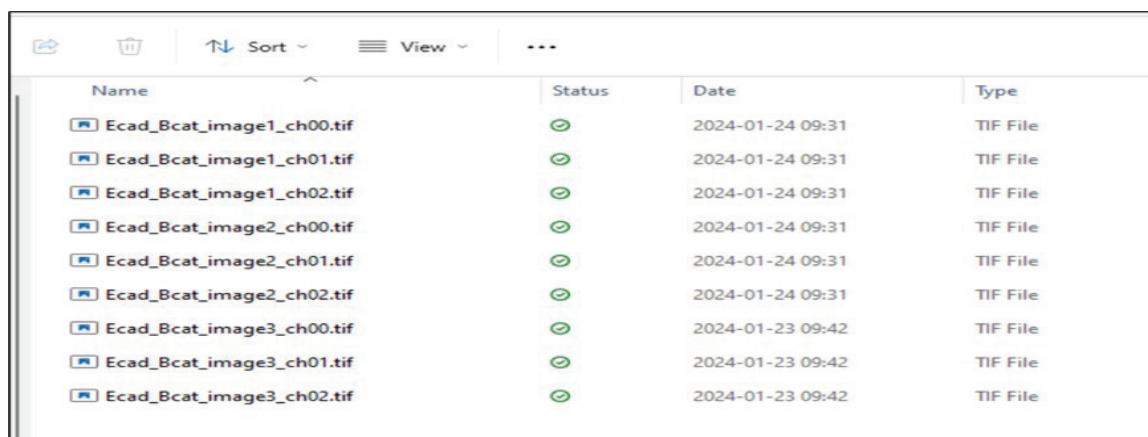 Sort View •••
Name Status Date Type
Ecad_Bcat_image1_ch00.tif 2024-01-24 09:31 TIF File
Ecad_Bcat_image1_ch01.tif 2024-01-24 09:31 TIF File
Ecad_Bcat_image1_ch02.tif 2024-01-24 09:31 TIF File
Ecad_Bcat_image2_ch00.tif 2024-01-24 09:31 TIF File
Ecad_Bcat_image2_ch01.tif 2024-01-24 09:31 TIF File
Ecad_Bcat_image2_ch02.tif 2024-01-24 09:31 TIF File
Ecad_Bcat_image3_ch00.tif 2024-01-23 09:42 TIF File
Ecad_Bcat_image3_ch01.tif 2024-01-23 09:42 TIF File
Ecad_Bcat_image3_ch02.tif 2024-01-23 09:42 TIF File